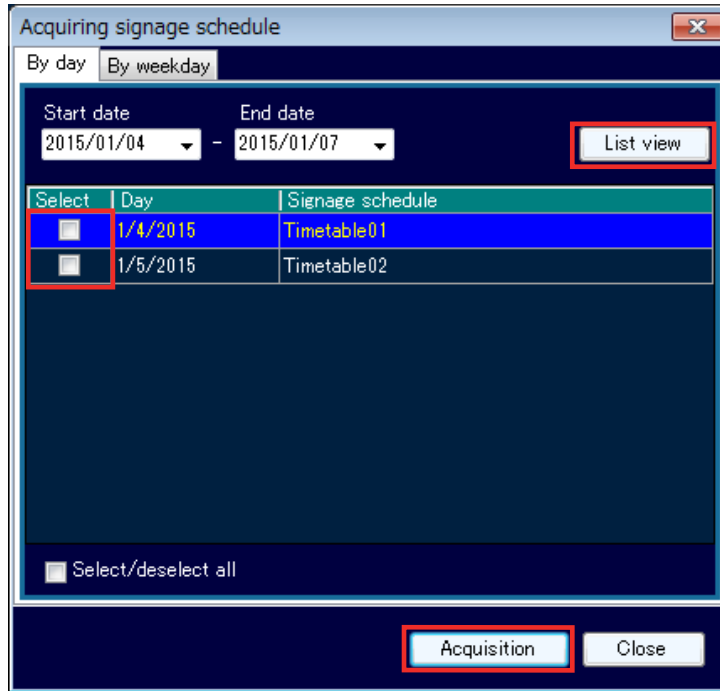 Acquiring signage schedule
By day By weekday
Start date End date
2015/01/04 - 2015/01/07 List view
Select Day Signage schedule
1/4/2015 Timetable01
1/5/2015 Timetable02
Select/deselect all
Acquisition Close